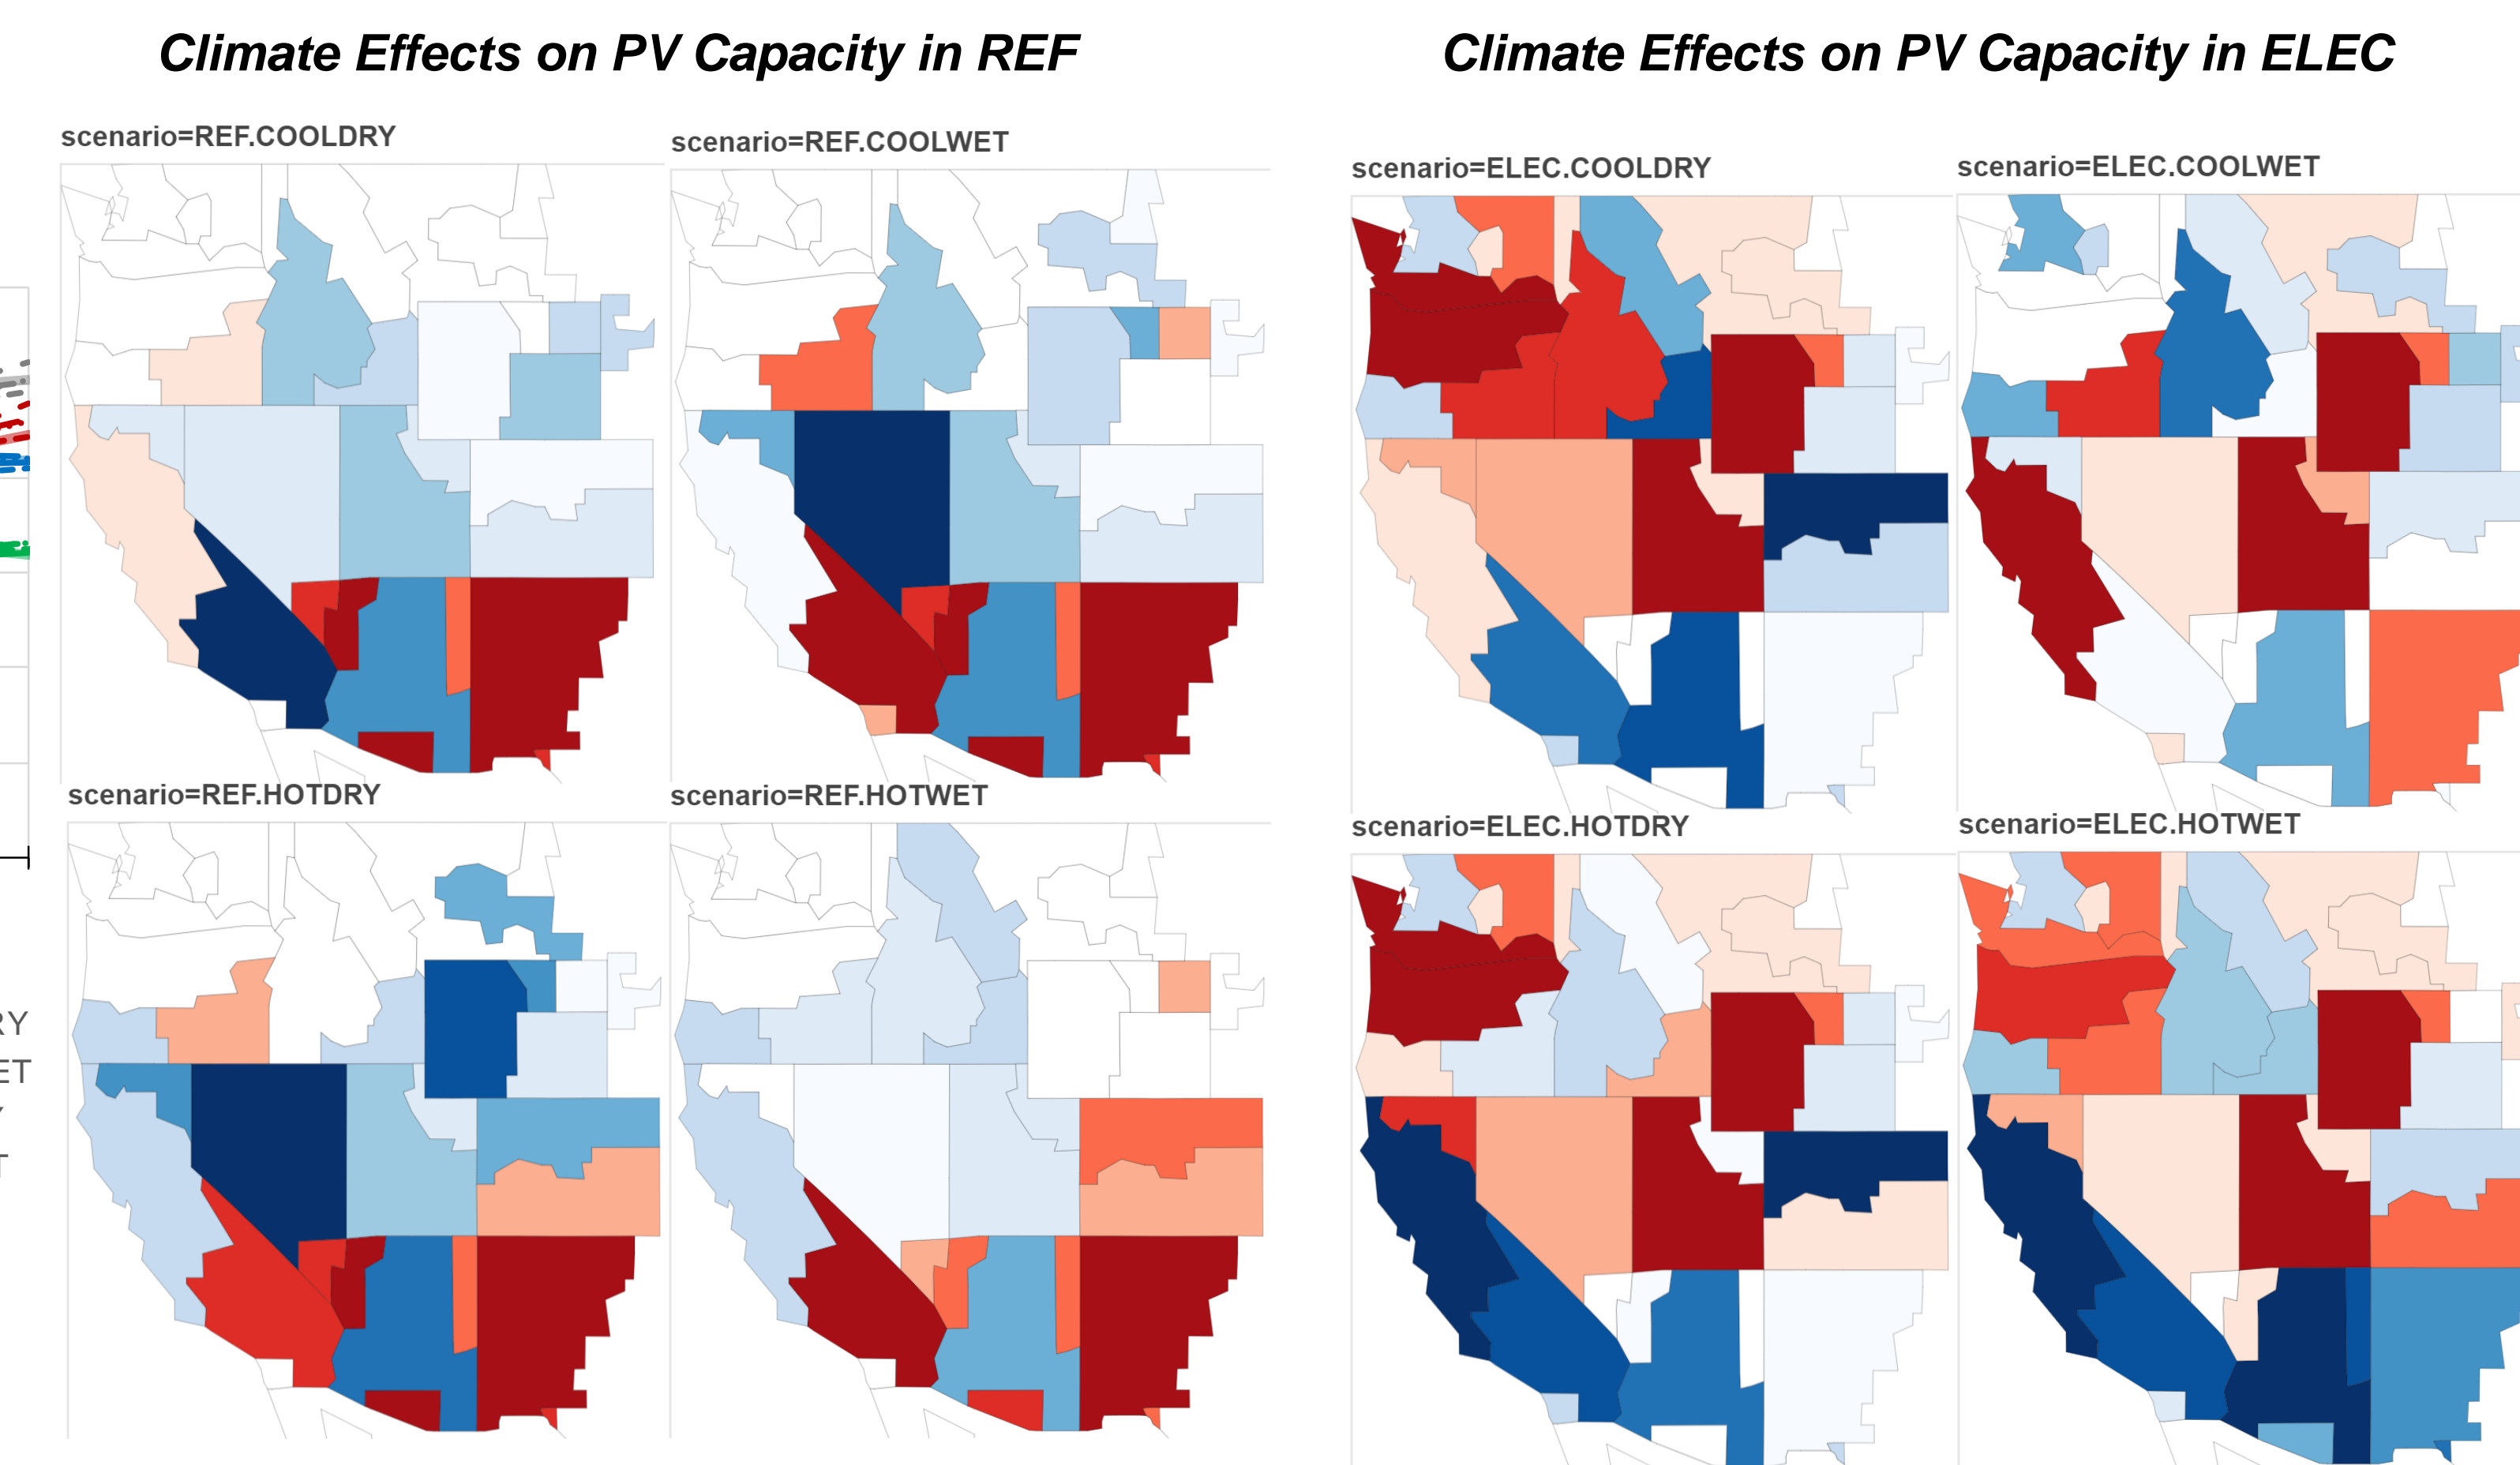 Climate Effects on PV Capacity in REF
Climate Effects on PV Capacity in ELEC
scenario=REF.COOLDRY
scenario=REF.COOLWET
scenario=ELEC.COOLDRY
scenario=ELEC.COOLWET
scenario=REF.HOTDRY
scenario=REF.HOTWET
scenario=ELEC.HOTDRY
scenario=ELEC.HOTWET